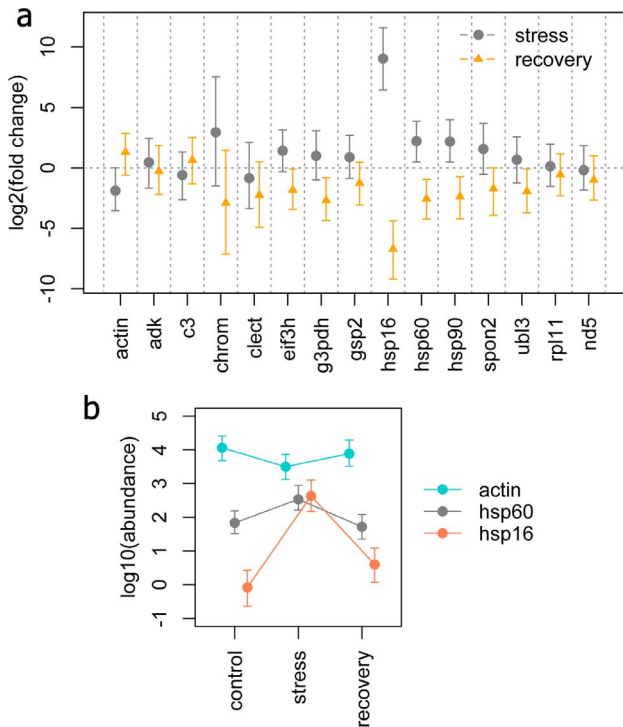 a
10
5
0
-5
-10
log2(fold change)
stress
recovery
actin
adk
c3
chrom
clect
eif3h
g3pdh
gsp2
hsp16
hsp60
hsp90
spon2
ubl3
rpl11
nd5
b
5
4
3
2
1
0
-1
log10(abundance)
actin
hsp60
hsp16
control
stress
recovery